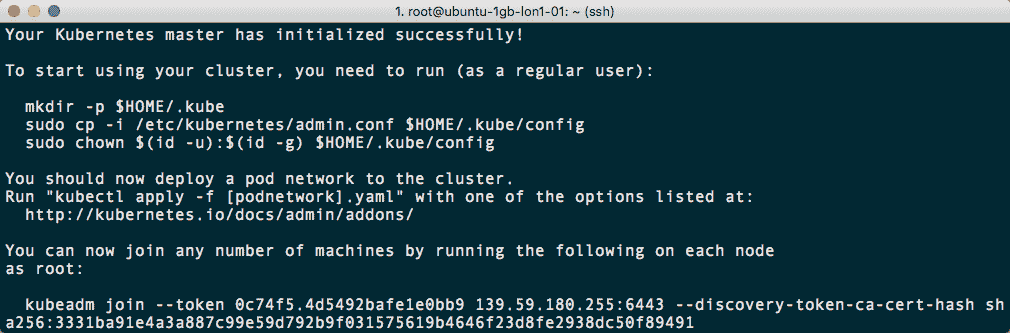 1. root@ubuntu-1gb-lon1-01: ~ (ssh)
Your Kubernetes master has initialized successfully!
To start using your cluster, you need to run (as a regular user):
mkdir -p $HOME/.kube
sudo cp -i /etc/kubernetes/admin.conf $HOME/.kube/config
sudo chown $(id -u):$(id -g) $HOME/.kube/config
You should now deploy a pod network to the cluster.
Run "kubectl apply -f [podnetwork].yaml" with one of the options listed at:
http://kubernetes.io/docs/admin/addons/
You can now join any number of machines by running the following on each node
as root:
kubeadm join --token 0c74f5.4d5492bafe1e0bb9 139.59.180.255:6443 --discovery-token-ca-cert-hash sh
a256:3331ba91e4a3a887c99e59d792b9f031575619b4646f23d8fe2938dc50f89491